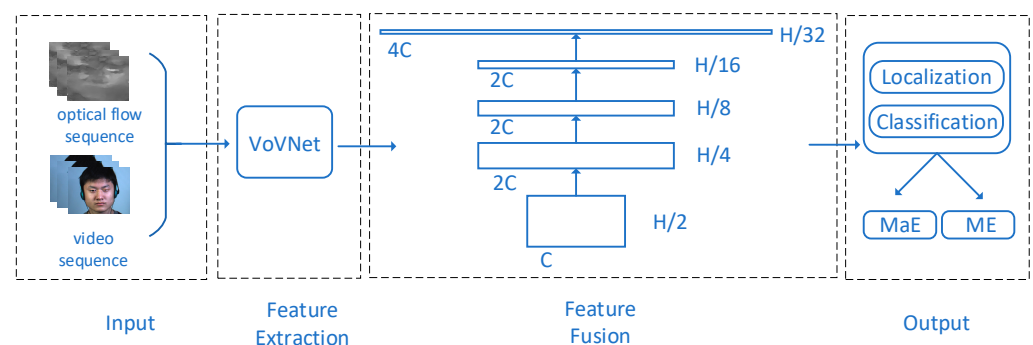 optical flow
sequence
video
sequence
Input
VoVNet
Feature
Extraction
4C
H/32
2C
H/16
2C
H/8
2C
H/4
C
H/2
Feature
Fusion
Localization
Classification
MaE
ME
Output